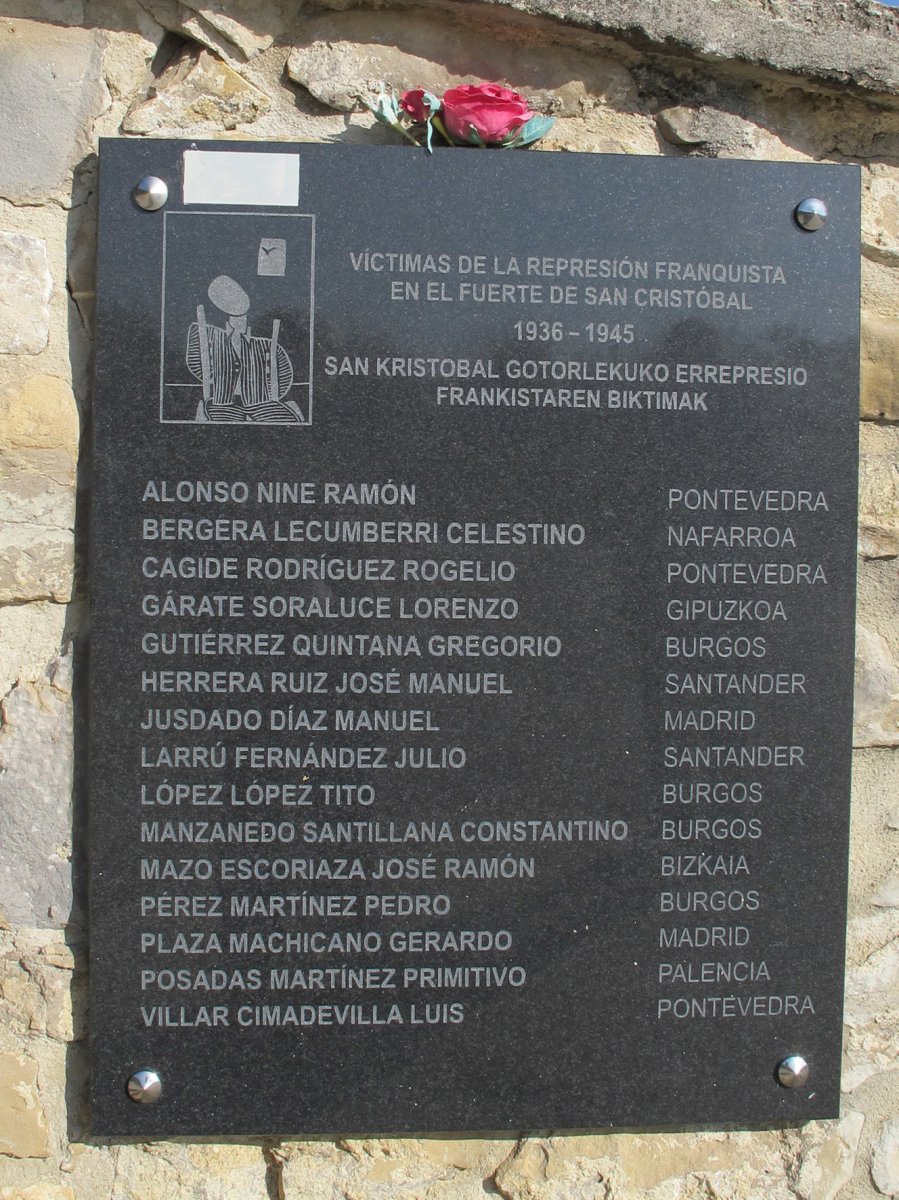 VÍCTIMAS DE LA REPRESIÓN FRANQUISTA
EN EL FUERTE DE SAN CRISTÓBAL
1936 – 1945
SAN KRISTOBAL GOTORLEKUKO ERREPRESIO
FRANKISTAREN BIKTIMAK
ALONSO NINE RAMÓN PONTEVEDRA
BERGERA LECUMBERRI CELESTINO NAFARROA
CAGIDE RODRÍGUEZ ROGELIO PONTEVEDRA
GÁRATE SORALUCE LORENZO GIPUZKOA
GUTIÉRREZ QUINTANA GREGORIO BURGOS
HERRERA RUIZ JOSÉ MANUEL SANTANDER
JUSDADO DÍAZ MANUEL MADRID
LARRÚ FERNÁNDEZ JULIO SANTANDER
LÓPEZ LÓPEZ TITO BURGOS
MANZANEDO SANTILLANA CONSTANTINO BURGOS
MAZO ESCORIAZA JOSÉ RAMÓN BIZKAIA
PÉREZ MARTÍNEZ PEDRO BURGOS
PLAZA MACHICANO GERARDO MADRID
POSADAS MARTÍNEZ PRIMITIVO PALENCIA
VILLAR CIMADEVILLA LUIS PONTEVEDRA